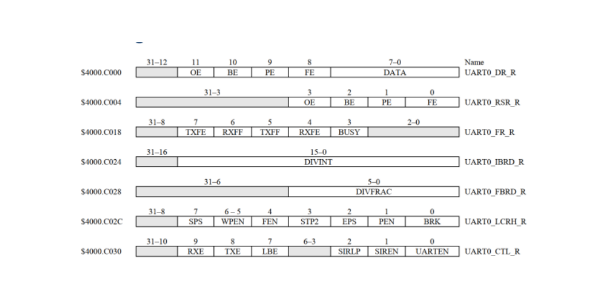 31–12 11 10 9 8 7–0 Name
$4000.C000 OE BE PE FE DATA UART0_DR_R
31–3 3 2 1 0
$4000.C004 OE BE PE FE UART0_RSR_R
31–8 7 6 5 4 3 2–0
$4000.C018 TXFE RXFF TXFF RXFE BUSY UART0_FR_R
31–16 15–0
$4000.C024 DIVINT UART0_IBRD_R
31–6 5–0
$4000.C028 DIVFRAC UART0_FBRD_R
31–8 7 6 – 5 4 3 2 1 0
$4000.C02C SPS WPEN FEN STP2 EPS PEN BRK UART0_LCRH_R
31–10 9 8 7 6–3 2 1 0
$4000.C030 RXE TXE LBE SIRLP SIREN UARTEN UART0_CTL_R